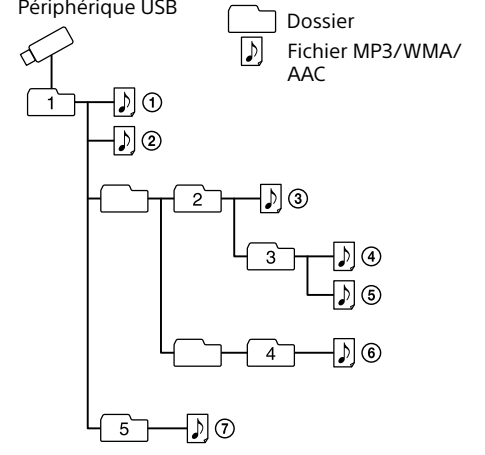 Périphérique USB
Dossier
Fichier MP3/WMA/
AAC
1 ①
②
2 ③
3 ④
⑤
4 ⑥
5 ⑦